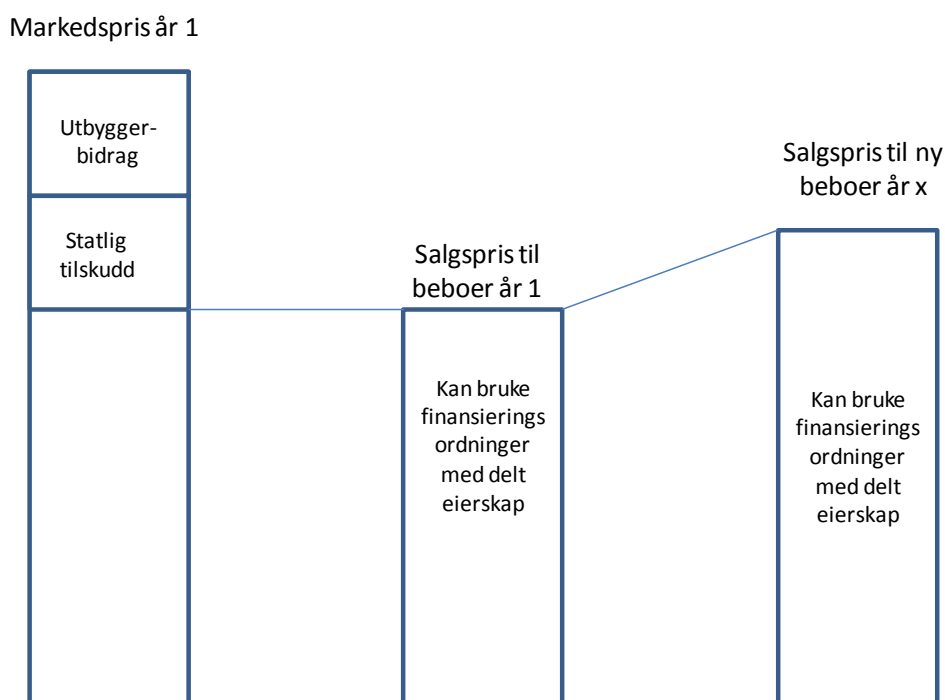 Markedspris år 1
Utbygger-
bidrag
Statlig
tilskudd
Salgspris til
beboer år 1
Kan bruke
finansierings
ordninger
med delt
eierskap
Salgspris til ny
beboer år x
Kan bruke
finansierings
ordninger
med delt
eierskap